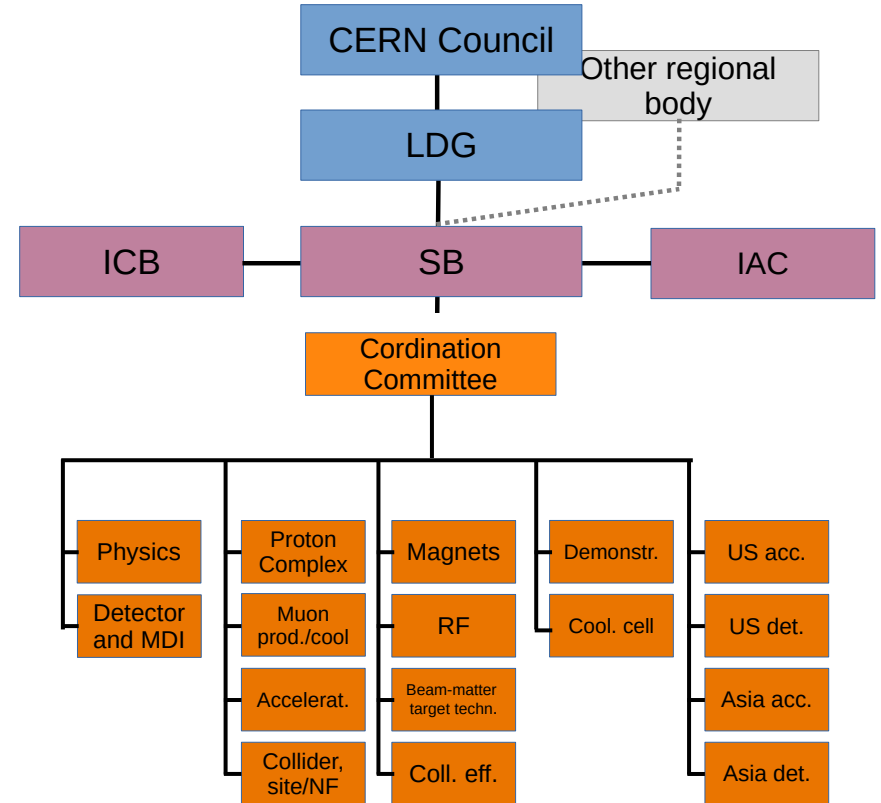 CERN Council
Other regional
body
LDG
ICB
SB
IAC
Cordination
Committee
Physics
Detector
and MDI
Proton
Complex
Muon
prod./cool
Accelerat.
Collider,
site/NF
Magnets
RF
Beam-matter
target techn.
Coll. eff.
Demonstr.
Cool. cell
US acc.
US det.
Asia acc.
Asia det.